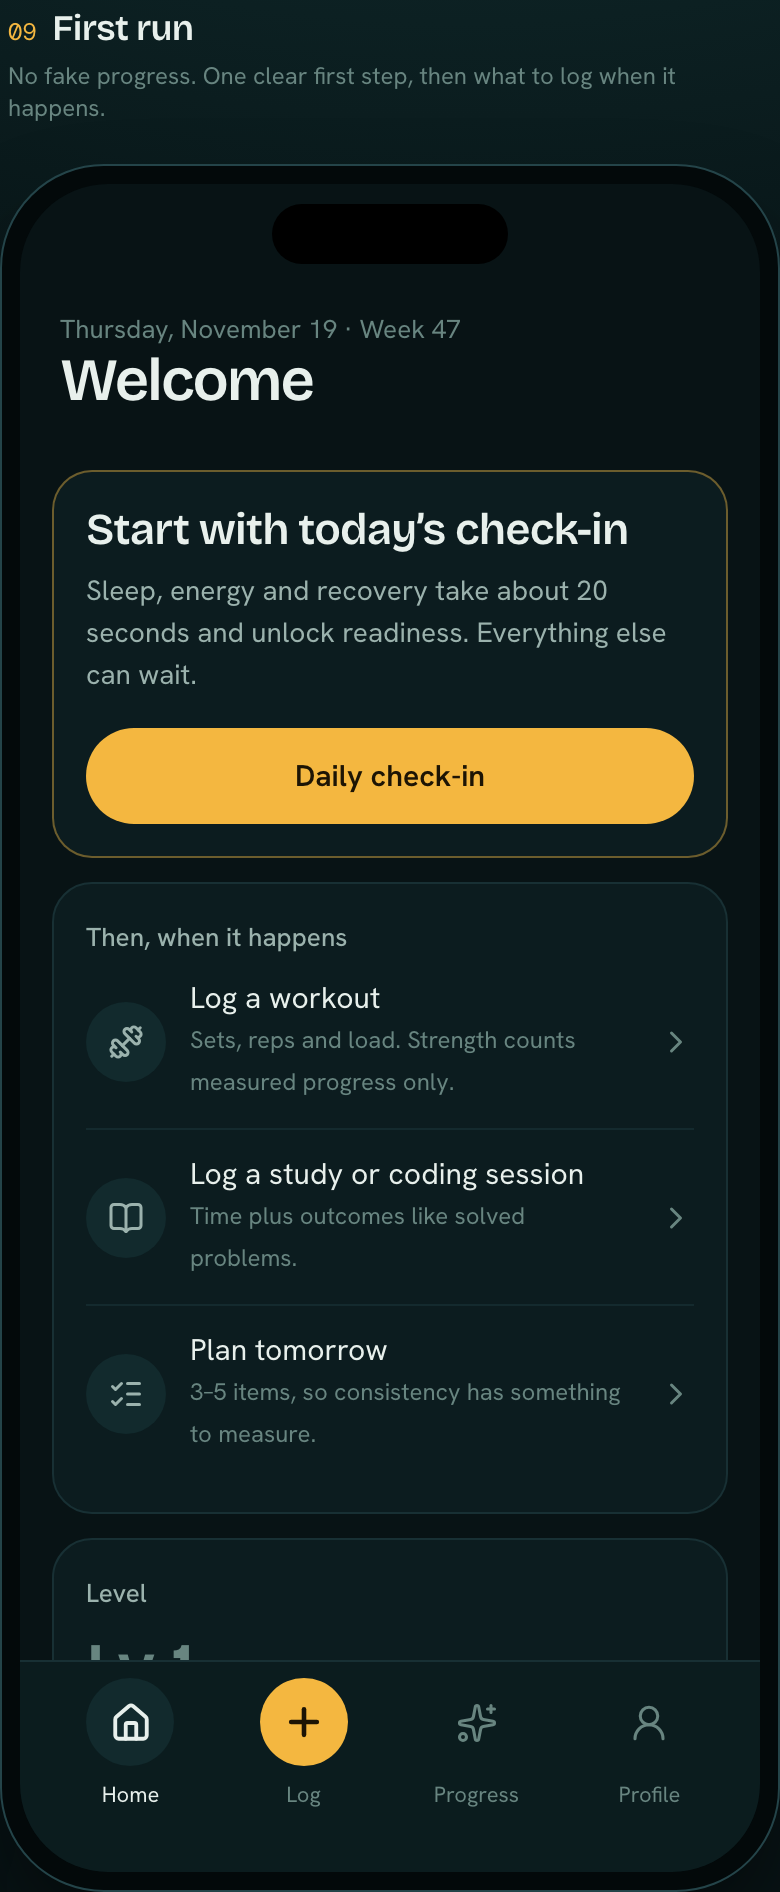 09 First run
No fake progress. One clear first step, then what to log when it
happens.
Thursday, November 19 · Week 47
Welcome
Start with today’s check-in
Sleep, energy and recovery take about 20
seconds and unlock readiness. Everything else
can wait.
Daily check-in
Then, when it happens
Log a workout
Sets, reps and load. Strength counts
measured progress only.
Log a study or coding session
Time plus outcomes like solved
problems.
Plan tomorrow
3–5 items, so consistency has something
to measure.
Level
Lv 1
Home
Log
Progress
Profile